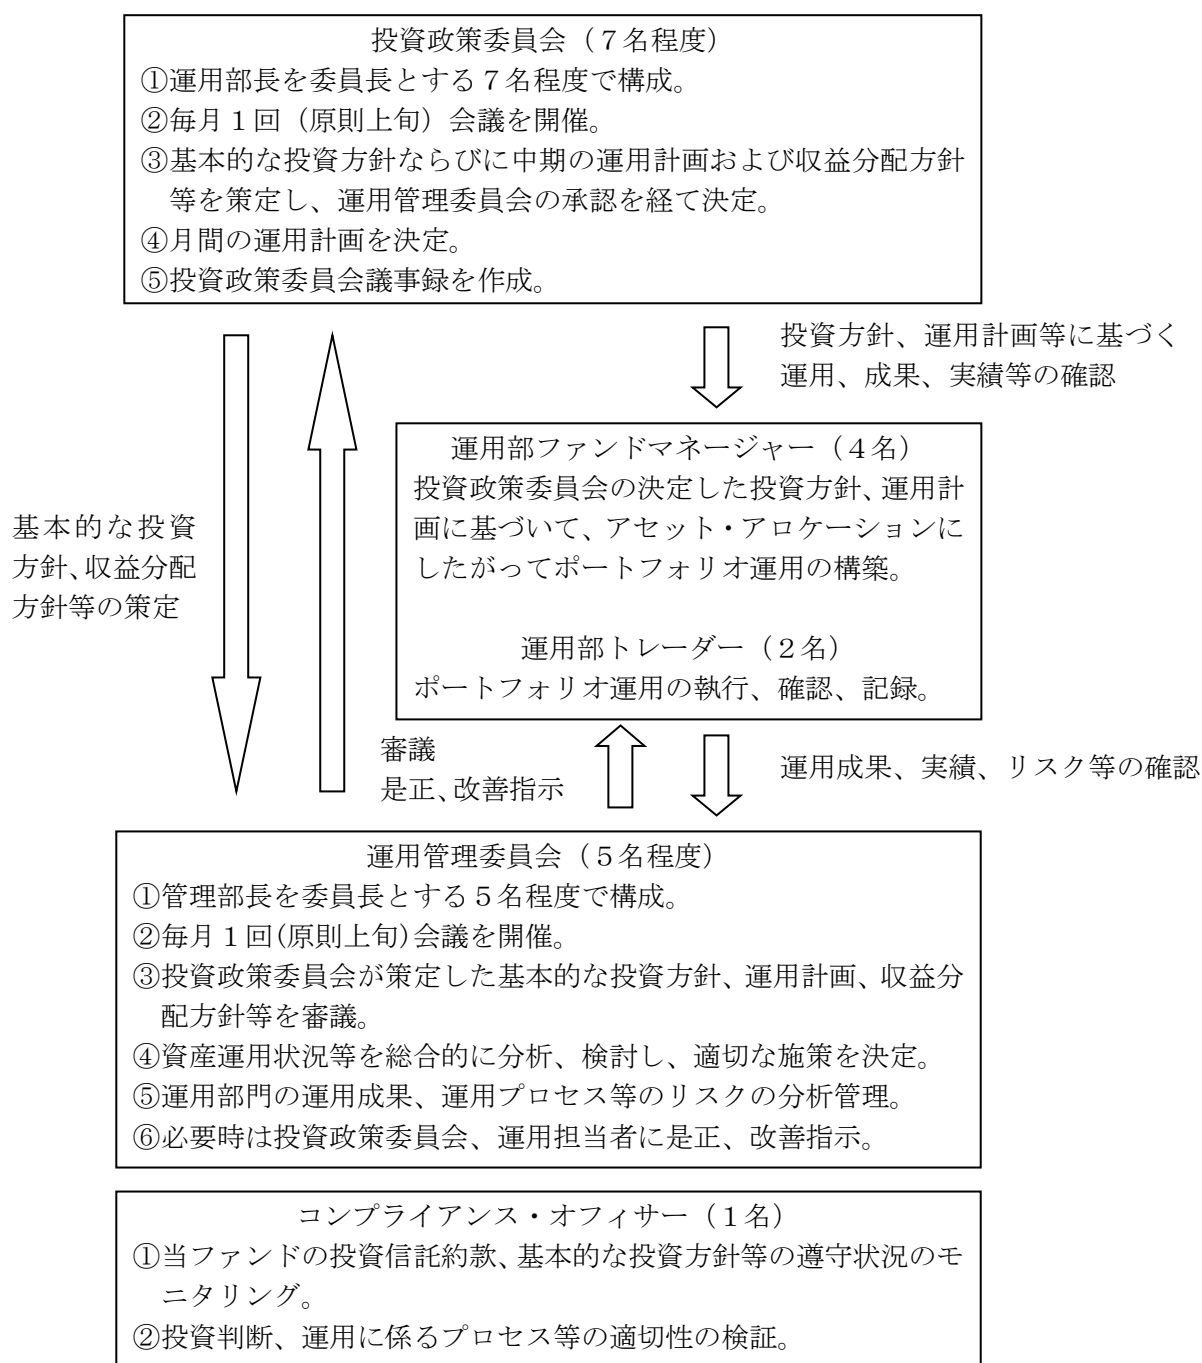 投資政策委員会（７名程度）
①運用部長を委員長とする７名程度で構成。
②毎月１回（原則上旬）会議を開催。
③基本的な投資方針ならびに中期の運用計画および収益分配方針
等を策定し、運用管理委員会の承認を経て決定。
④月間の運用計画を決定。
⑤投資政策委員会議事録を作成。
投資方針、運用計画等に基づく
運用、成果、実績等の確認
運用部ファンドマネージャー（４名）
投資政策委員会の決定した投資方針、運用計
画に基づいて、アセット・アロケーションに
したがってポートフォリオ運用の構築。
運用部トレーダー（２名）
ポートフォリオ運用の執行、確認、記録。
基本的な投資
方針、収益分配
方針等の策定
審議
是正、改善指示
運用成果、実績、リスク等の確認
運用管理委員会（５名程度）
①管理部長を委員長とする５名程度で構成。
②毎月１回(原則上旬)会議を開催。
③投資政策委員会が策定した基本的な投資方針、運用計画、収益分
配方針等を審議。
④資産運用状況等を総合的に分析、検討し、適切な施策を決定。
⑤運用部門の運用成果、運用プロセス等のリスクの分析管理。
⑥必要時は投資政策委員会、運用担当者に是正、改善指示。
コンプライアンス・オフィサー（１名）
①当ファンドの投資信託約款、基本的な投資方針等の遵守状況のモ
ニタリング。
②投資判断、運用に係るプロセス等の適切性の検証。